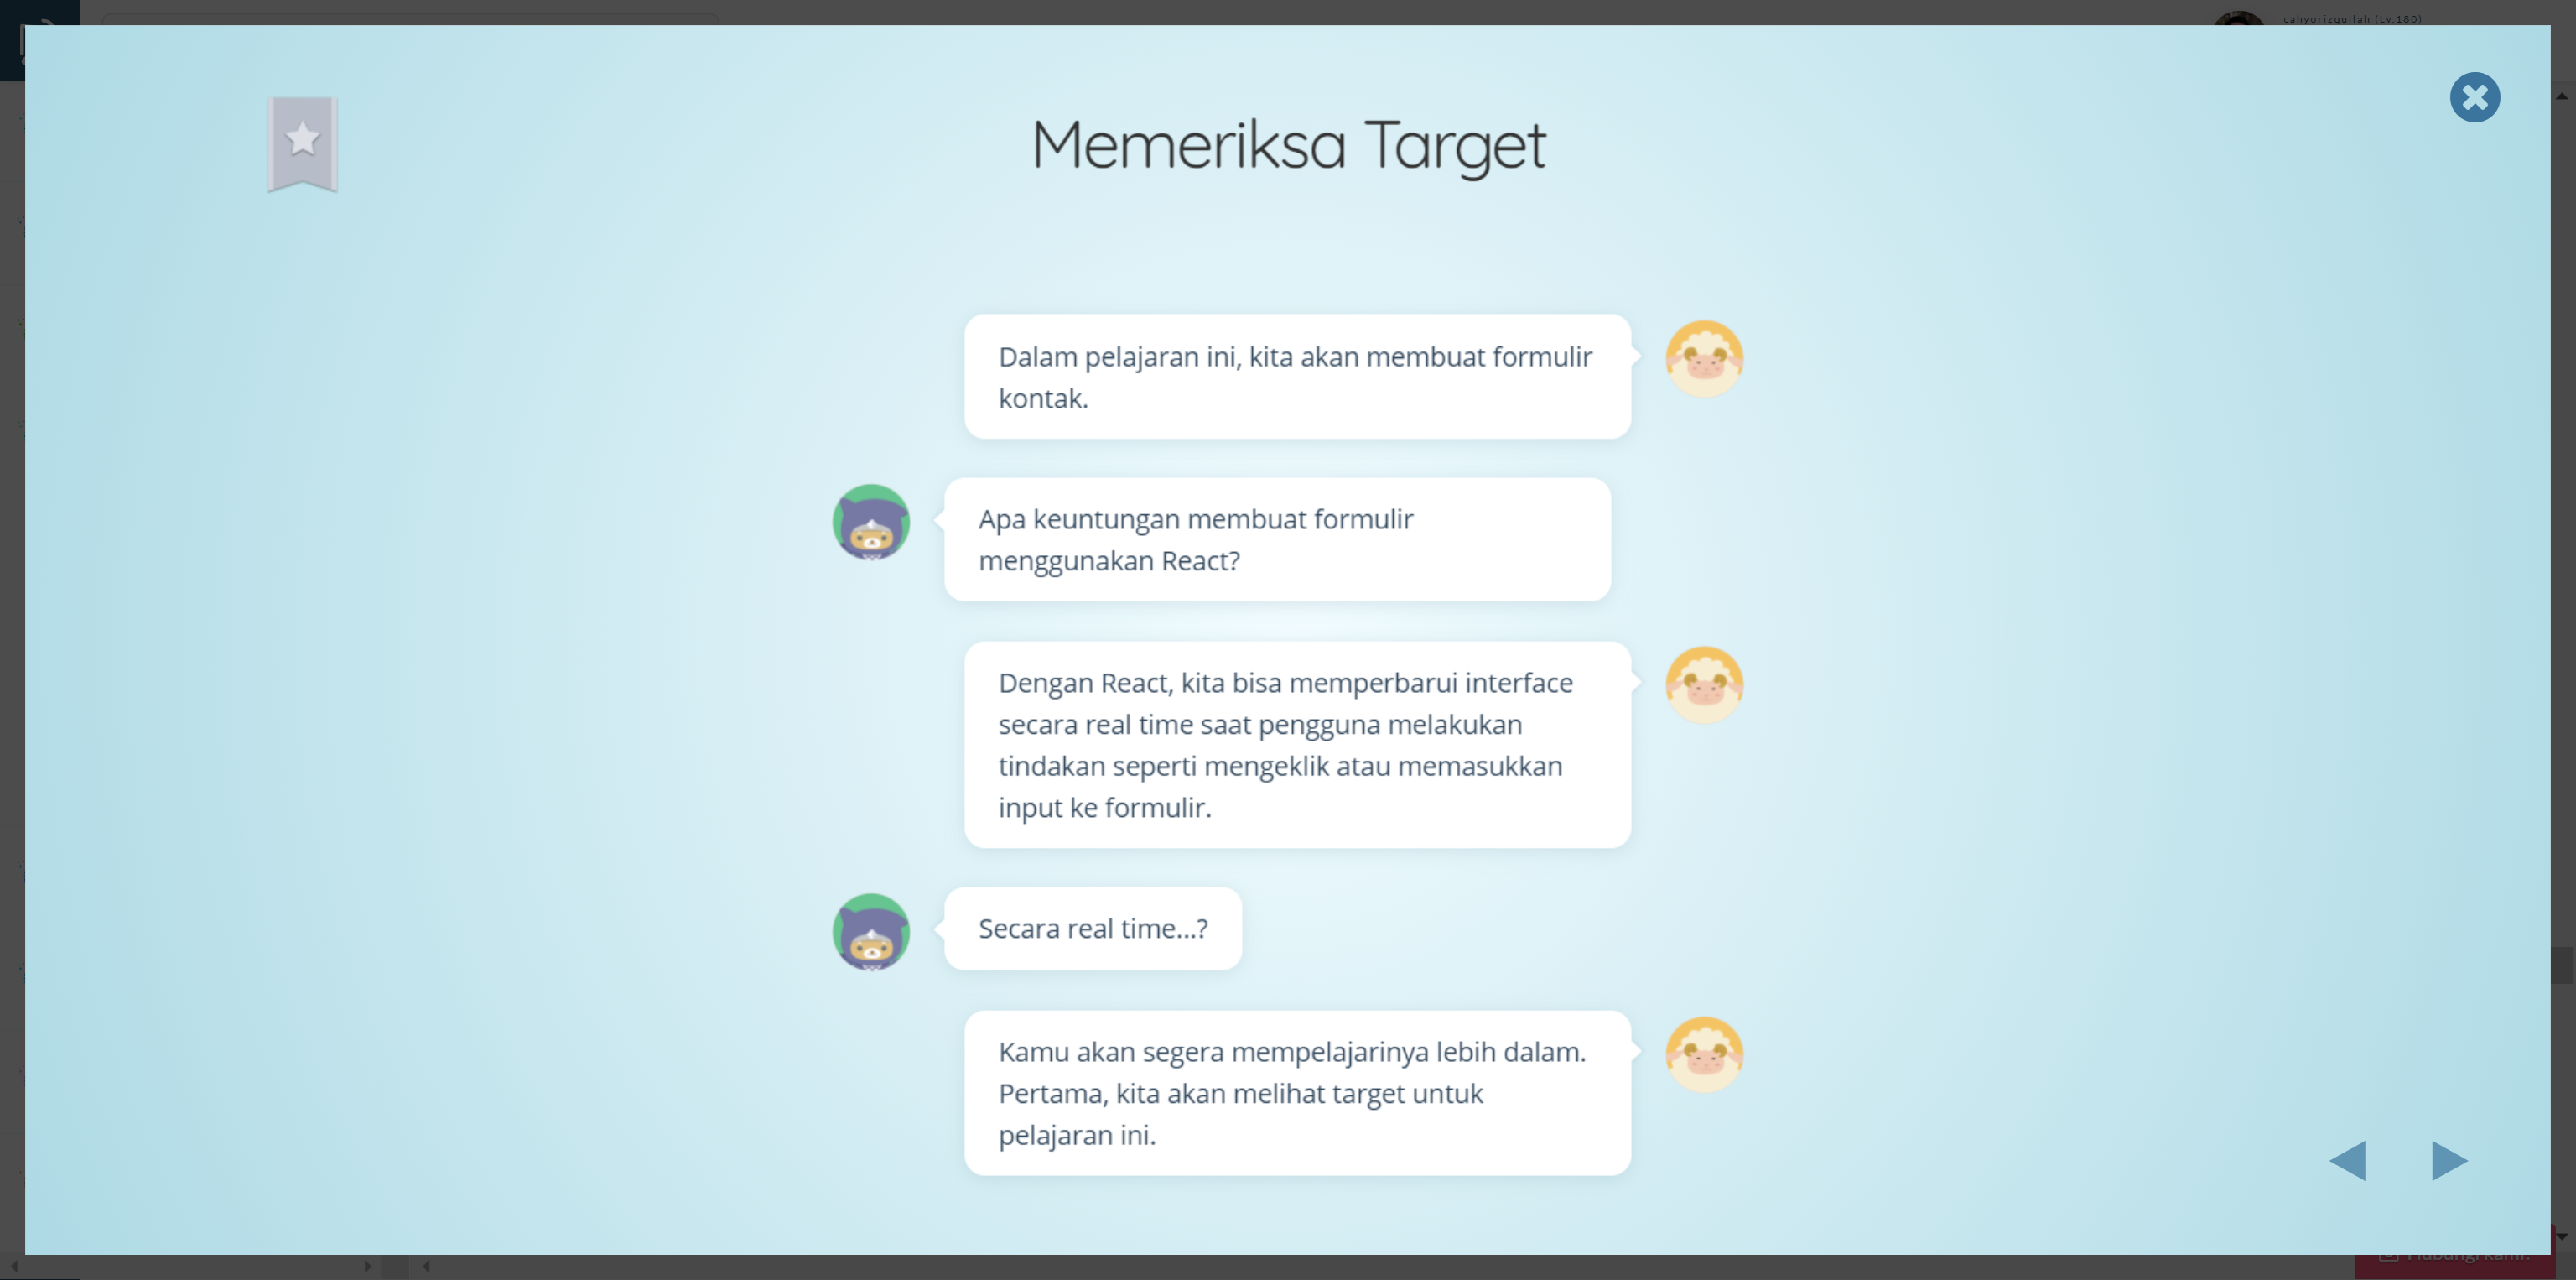 cahyorizqullah (Lv.180)
Memeriksa Target
Dalam pelajaran ini, kita akan membuat formulir
kontak.
Apa keuntungan membuat formulir
menggunakan React?
Dengan React, kita bisa memperbarui interface
secara real time saat pengguna melakukan
tindakan seperti mengeklik atau memasukkan
input ke formulir.
Secara real time...?
Kamu akan segera mempelajarinya lebih dalam.
Pertama, kita akan melihat target untuk
pelajaran ini.
Hubungi kami!